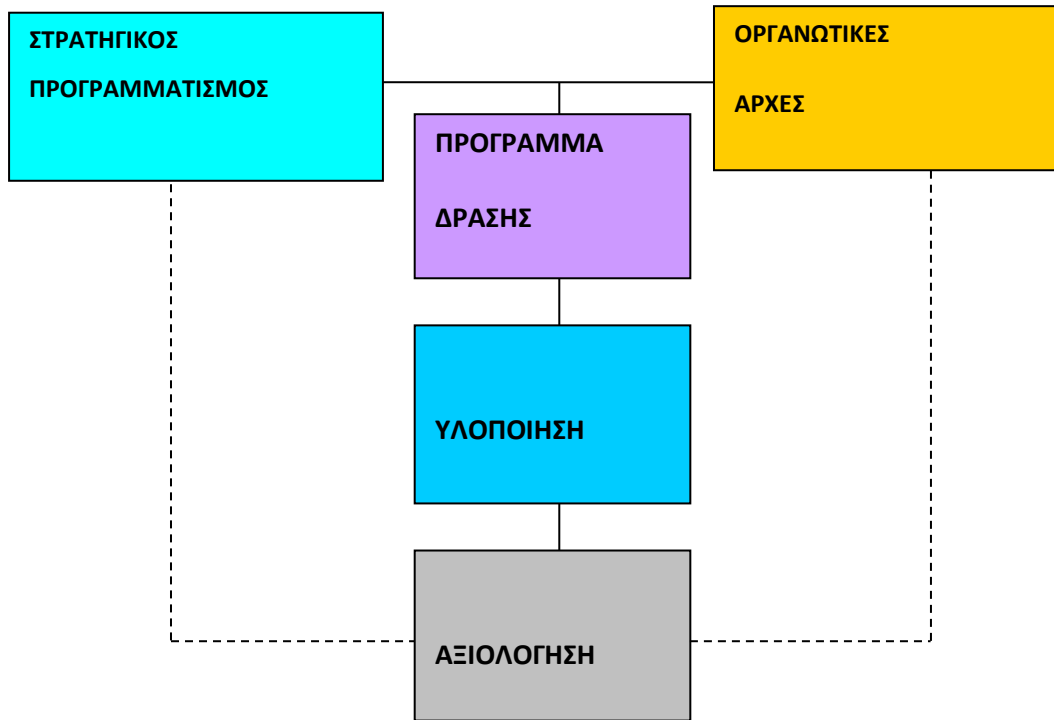 ΣΤΡΑΤΗΓΙΚΟΣ
ΠΡΟΓΡΑΜΜΑΤΙΣΜΟΣ
ΟΡΓΑΝΩΤΙΚΕΣ
ΑΡΧΕΣ
ΠΡΟΓΡΑΜΜΑ
ΔΡΑΣΗΣ
ΥΛΟΠΟΙΗΣΗ
ΑΞΙΟΛΟΓΗΣΗ